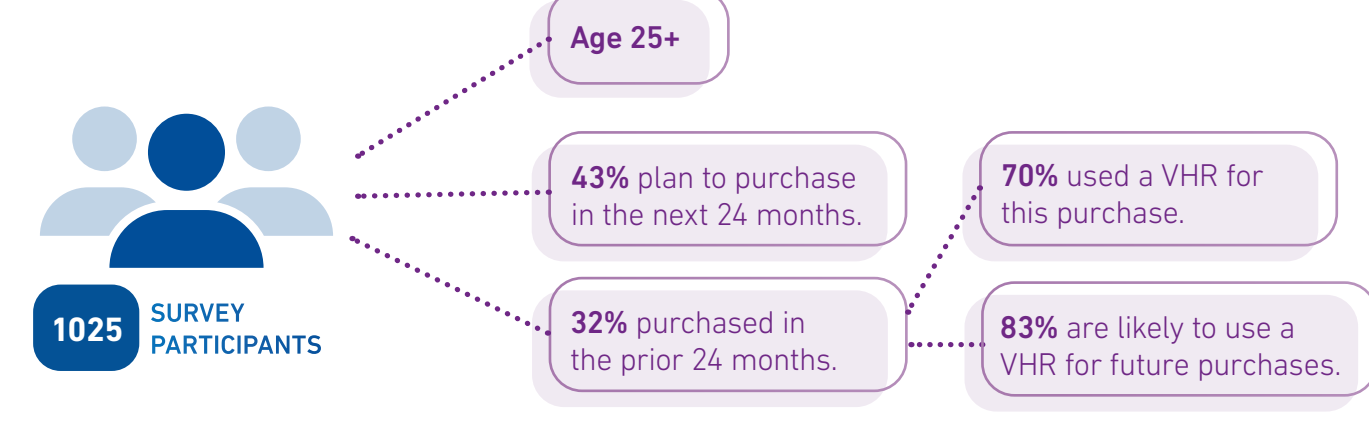 Age 25+
43% plan to purchase
in the next 24 months.
70% used a VHR for
this purchase.
1025
SURVEY
PARTICIPANTS
32% purchased in
the prior 24 months.
83% are likely to use a
VHR for future purchases.